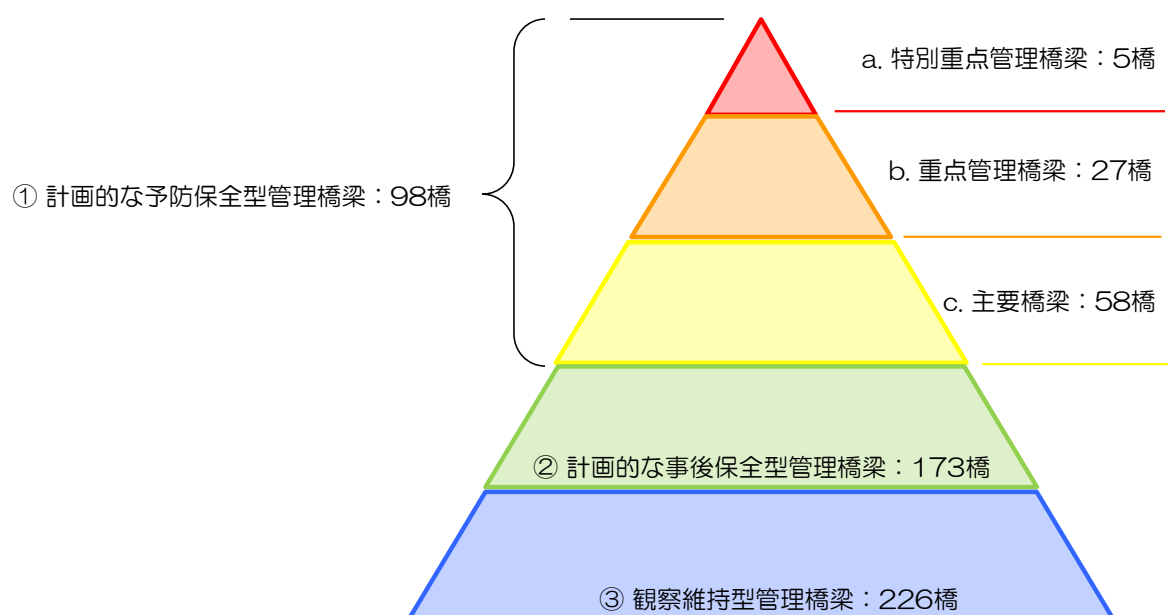 a. 特別重点管理橋梁：5橋
b. 重点管理橋梁：27橋
① 計画的な予防保全型管理橋梁：98橋
c. 主要橋梁：58橋
② 計画的な事後保全型管理橋梁：173橋
③ 観察維持型管理橋梁：226橋